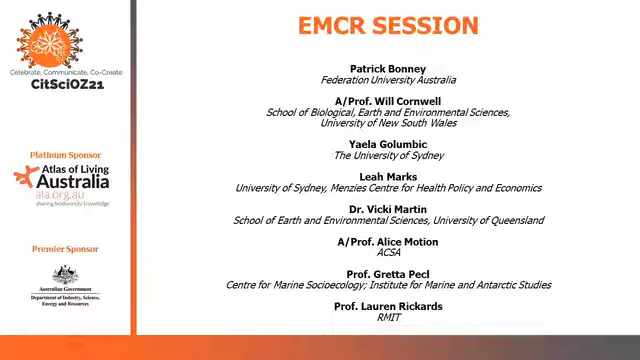 Celebrate, Communicate, Co-Create
CitSciOZ21
Platinum Sponsor
Atlas of Living
Australia
ala.org.au
sharing biodiversity knowledge
Premier Sponsor
Australian Government
Department of Industry, Science,
Energy and Resources
EMCR SESSION
Patrick Bonney
Federation University Australia
A/Prof. Will Cornwell
School of Biological, Earth and Environmental Sciences,
University of New South Wales
Yaela Golumbic
The University of Sydney
Leah Marks
University of Sydney, Menzies Centre for Health Policy and Economics
Dr. Vicki Martin
School of Earth and Environmental Sciences, University of Queensland
A/Prof. Alice Motion
ACSA
Prof. Gretta Pecl
Centre for Marine Socioecology; Institute for Marine and Antarctic Studies
Prof. Lauren Rickards
RMIT